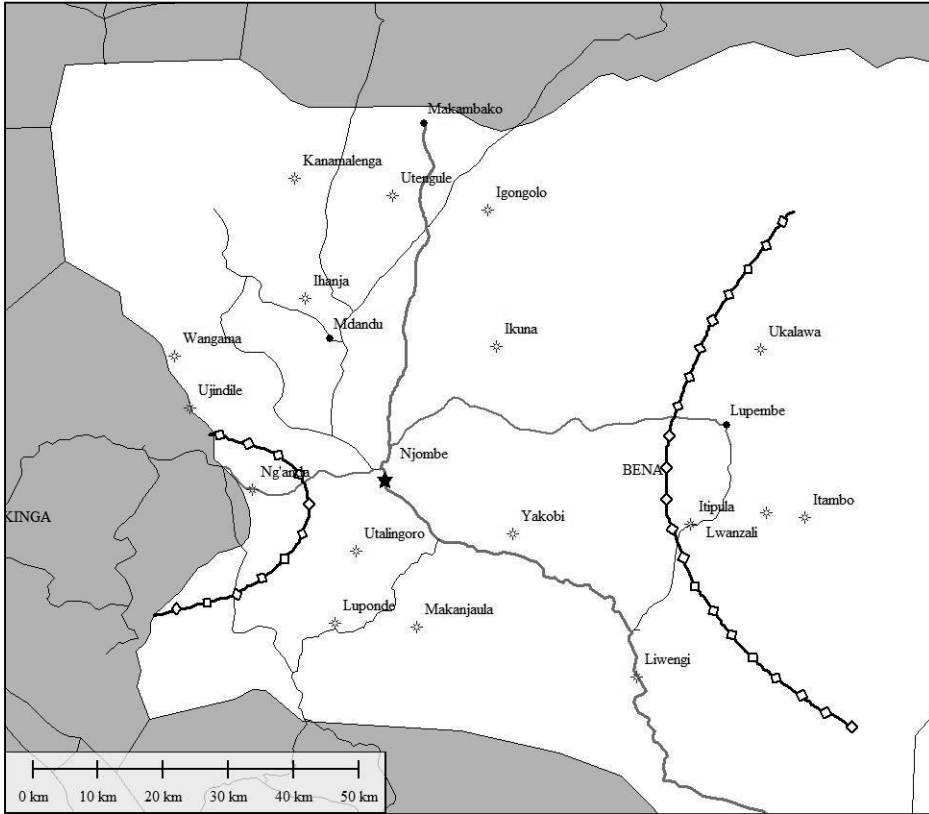 Makambako
Kanamalenga
Utengule
Igongolo
Ihanja
Mdandu
Ikuna
Ukalawa
Wangama
Ujindile
Lupembe
Njombe
Ng'anda
BENA
KINGA
Itipula
Itambo
Yakobi
Lwanzali
Utalingoro
Luponde
Makanjaula
Liwengi
0 km 10 km 20 km 30 km 40 km 50 km